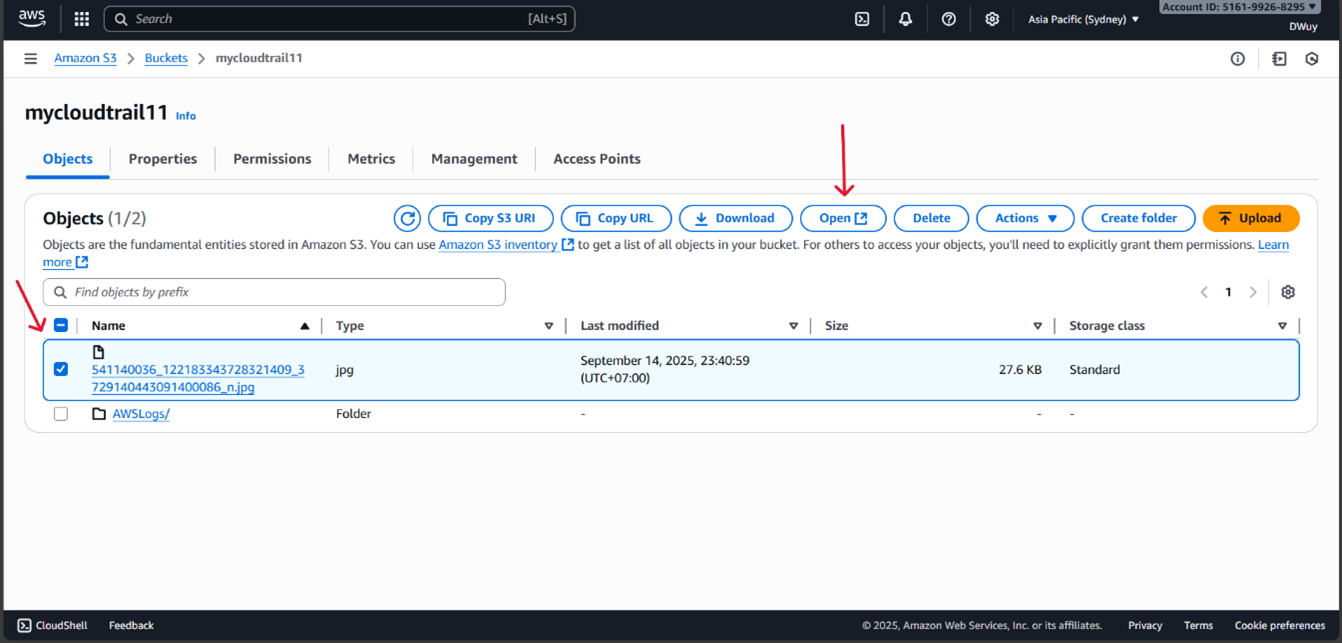 aws
Search [Alt+S]
Asia Pacific (Sydney) ▼
Account ID: 5161-9926-8295 ▼
DWuy
Amazon S3 > Buckets > mycloudtrail11
mycloudtrail11 Info
Objects Properties Permissions Metrics Management Access Points
Objects (1/2)
Copy S3 URI Copy URL Download Open Delete Actions ▼ Create folder Upload
Objects are the fundamental entities stored in Amazon S3. You can use Amazon S3 inventory to get a list of all objects in your bucket. For others to access your objects, you'll need to explicitly grant them permissions. Learn
more
Find objects by prefix
1
Name Type Last modified Size Storage class
541140036_122183343728321409_3
729140443091400086_n.jpg
jpg
September 14, 2025, 23:40:59
(UTC+07:00)
27.6 KB
Standard
AWSLogs/ Folder - - -
CloudShell Feedback © 2025, Amazon Web Services, Inc. or its affiliates. Privacy Terms Cookie preferences